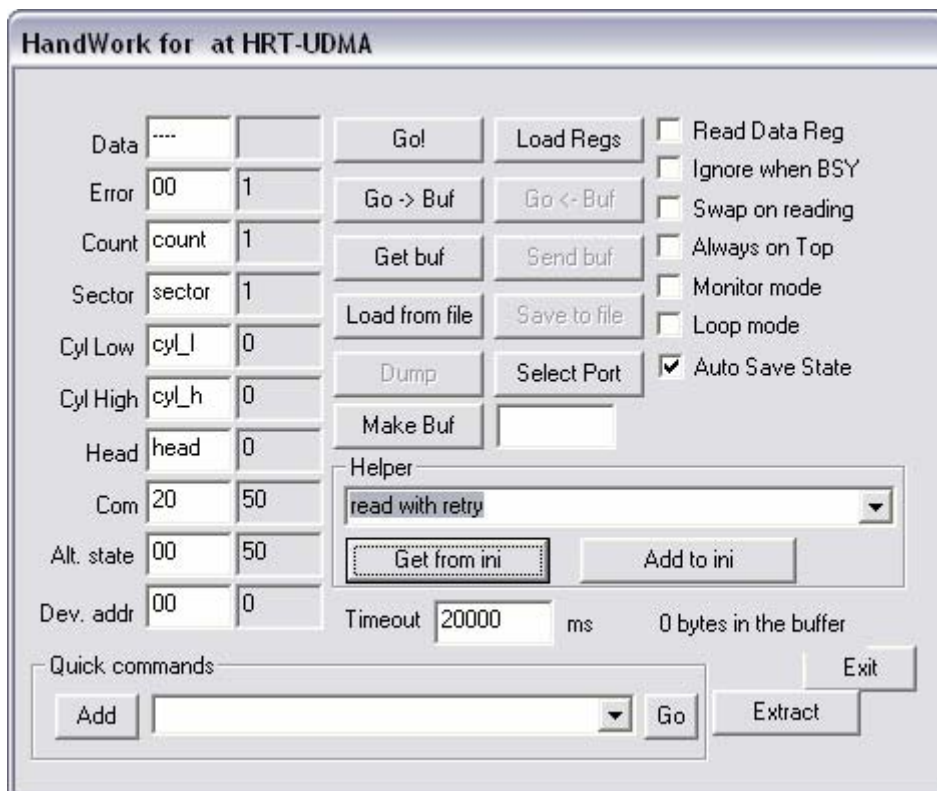 HandWork for at HRT-UDMA
Data ---- Go! Load Regs Read Data Reg
Ignore when BSY
Error 00 1 Go -> Buf Go <- Buf Swap on reading
Count count 1 Get buf Send buf Always on Top
Sector sector 1 Load from file Save to file Monitor mode
Loop mode
Cyl Low cyl_l 0 Dump Select Port Auto Save State
Cyl High cyl_h 0 Make Buf
Head head 0 Helper
Com 20 50 read with retry
Alt. state 00 50 Get from ini Add to ini
Dev. addr 00 0 Timeout 20000 ms 0 bytes in the buffer
Quick commands Exit
Add Go Extract